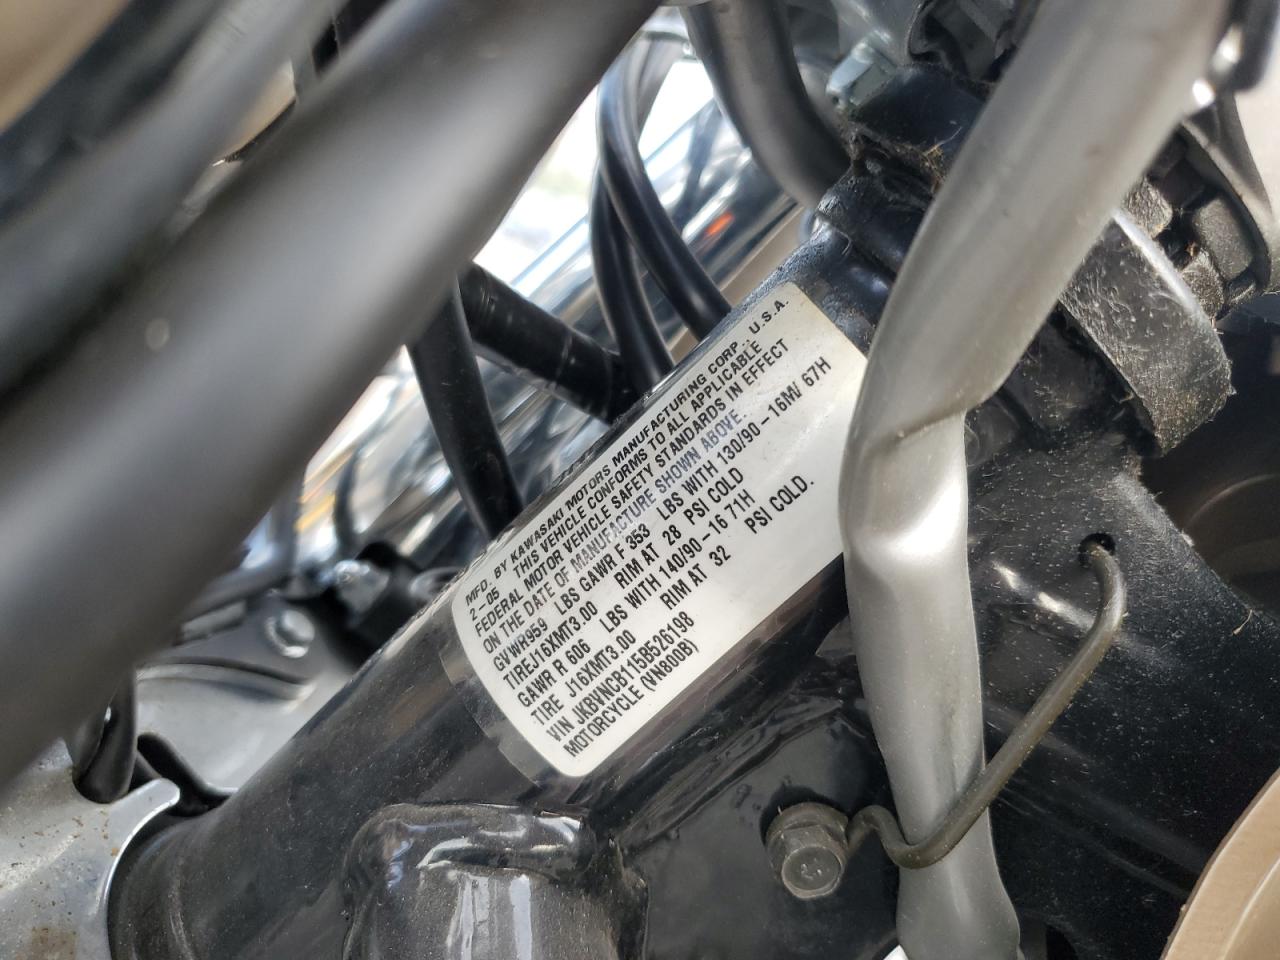 MFD. BY KAWASAKI MOTORS MANUFACTURING CORP., U.S.A.
2-05 THIS VEHICLE CONFORMS TO ALL APPLICABLE
FEDERAL MOTOR VEHICLE SAFETY STANDARDS IN EFFECT
ON THE DATE OF MANUFACTURE SHOWN ABOVE.
GVWR959 LBS GAWR F 353 LBS WITH 130/90-16M/ 67H
TIREJ16XMT3.00 RIM AT 28 PSI COLD
GAWR R 606 LBS WITH 140/90-16 71H
TIRE J16XMT3.00 RIM AT 32 PSI COLD.
VIN JKBVNCB115B526198
MOTORCYCLE (VN800B)